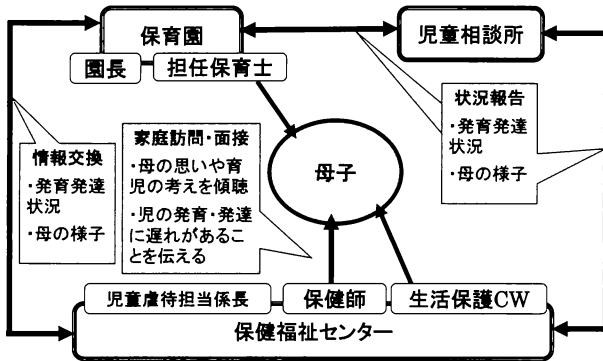 保育園
園長
担任保育士
児童相談所
状況報告
・発育発達
状況
・母の様子
家庭訪問・面接
・母の思いや育
児の考えを傾聴
・児の発育・発達
に遅れがあるこ
とを伝える
情報交換
・発育発達
状況
・母の様子
母子
児童虐待担当係長
保健師
生活保護CW
保健福祉センター